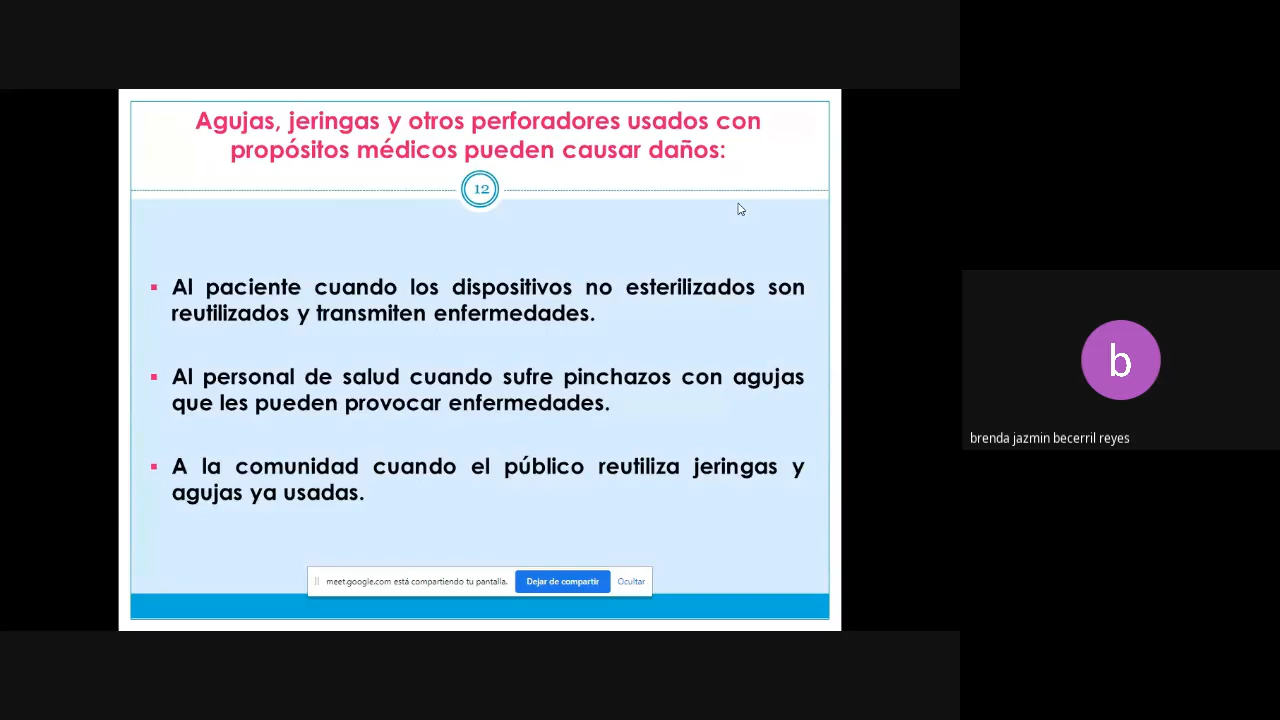 Agujas, jeringas y otros perforadores usados con
propósitos médicos pueden causar daños:
12
▪ Al paciente cuando los dispositivos no esterilizados son
reutilizados y transmiten enfermedades.
▪ Al personal de salud cuando sufre pinchazos con agujas
que les pueden provocar enfermedades.
▪ A la comunidad cuando el público reutiliza jeringas y
agujas ya usadas.
meet.google.com está compartiendo tu pantalla. Dejar de compartir Ocultar
b
brenda jazmin becerril reyes